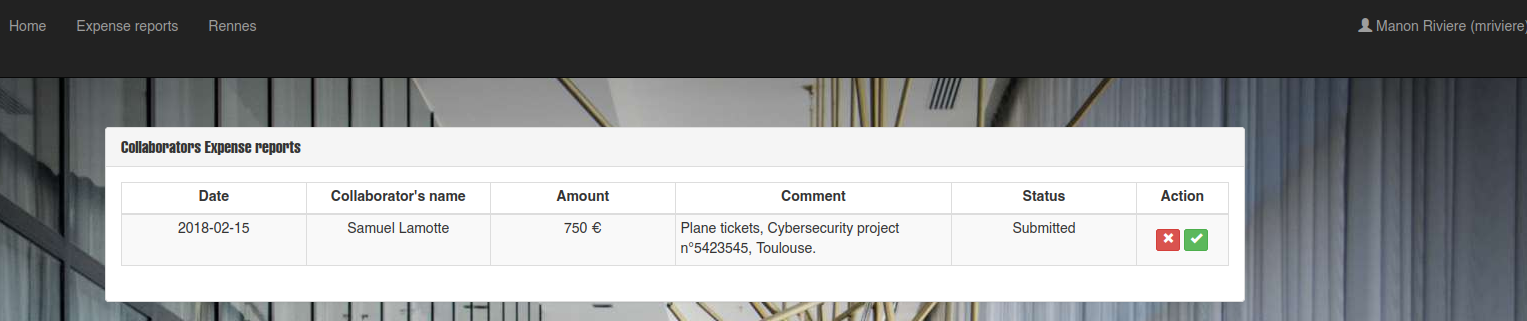 Home Expense reports Rennes Manon Riviere (mriviere)
Collaborators Expense reports
Date Collaborator's name Amount Comment Status Action
2018-02-15 Samuel Lamotte 750 € Plane tickets, Cybersecurity project Submitted
n°5423545, Toulouse.